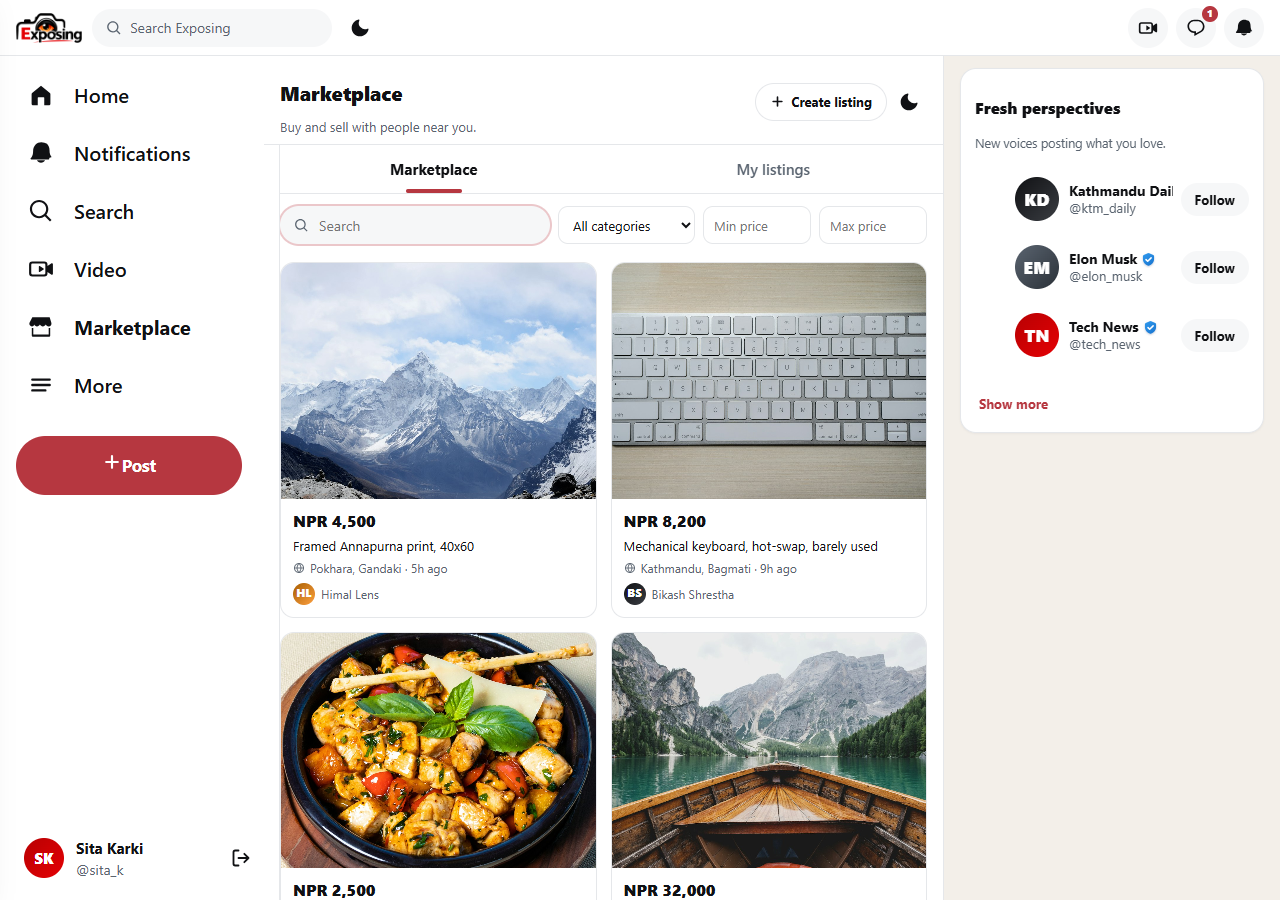 Exposing
Search Exposing
1
Home
Notifications
Search
Video
Marketplace
More
+ Post
Sita Karki
@sita_k
SK
Marketplace
Buy and sell with people near you.
+ Create listing
Marketplace
My listings
Search
All categories
Min price
Max price
NPR 4,500
Framed Annapurna print, 40x60
Pokhara, Gandaki · 5h ago
HL Himal Lens
NPR 8,200
Mechanical keyboard, hot-swap, barely used
Kathmandu, Bagmati · 9h ago
BS Bikash Shrestha
NPR 2,500
NPR 32,000
Fresh perspectives
New voices posting what you love.
KD
Kathmandu Dail
@ktm_daily
Follow
EM
Elon Musk
@elon_musk
Follow
TN
Tech News
@tech_news
Follow
Show more